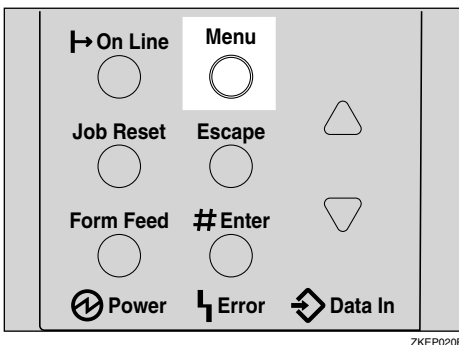 On Line Menu
Job Reset Escape
Form Feed # Enter
Power Error Data In